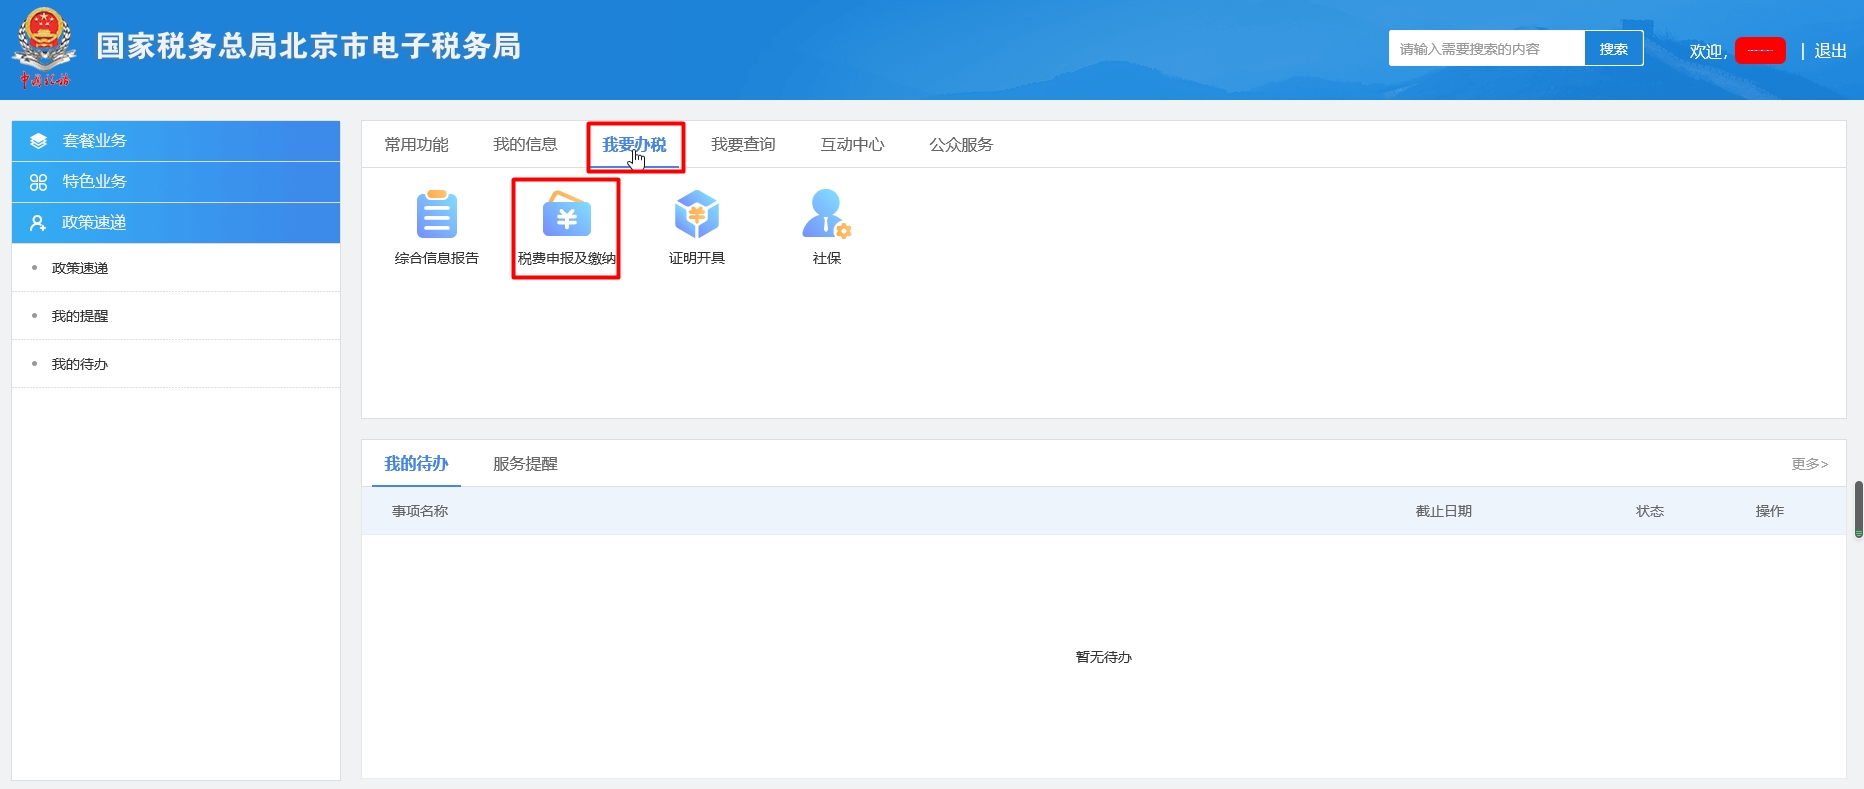 国家税务总局北京市电子税务局
中国税务
请输入需要搜索的内容 搜索 欢迎, | 退出
套餐业务
特色业务
政策速递
政策速递
我的提醒
我的待办
常用功能 我的信息 我要办税 我要查询 互动中心 公众服务
综合信息报告 税费申报及缴纳 证明开具 社保
我的待办 服务提醒 更多>
事项名称 截止日期 状态 操作
暂无待办